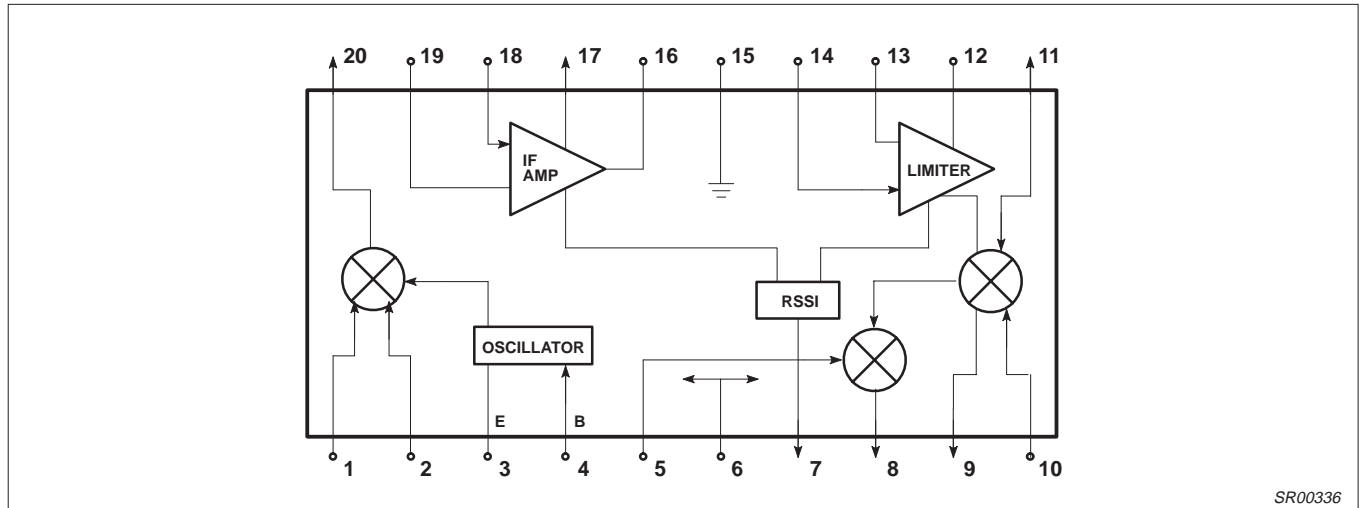 20 19 18 17 16 15 14 13 12 11
IF
AMP
LIMITER
RSSI
OSCILLATOR
E B
1 2 3 4 5 6 7 8 9 10
SR00336